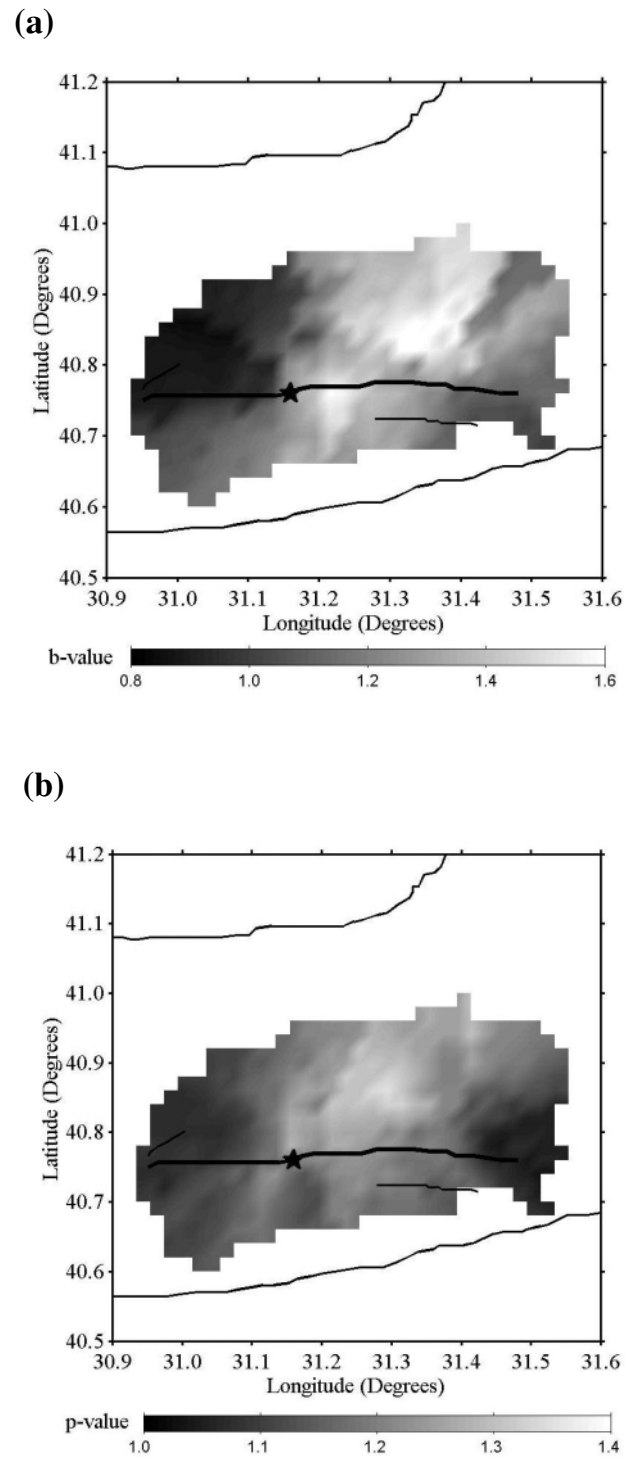 (a)
41.2
41.1
41.0
40.9
40.8
40.7
40.6
40.5
Latitude (Degrees)
30.9 31.0 31.1 31.2 31.3 31.4 31.5 31.6
Longitude (Degrees)
b-value
0.8 1.0 1.2 1.4 1.6
(b)
41.2
41.1
41.0
40.9
40.8
40.7
40.6
40.5
Latitude (Degrees)
30.9 31.0 31.1 31.2 31.3 31.4 31.5 31.6
Longitude (Degrees)
p-value
1.0 1.1 1.2 1.3 1.4